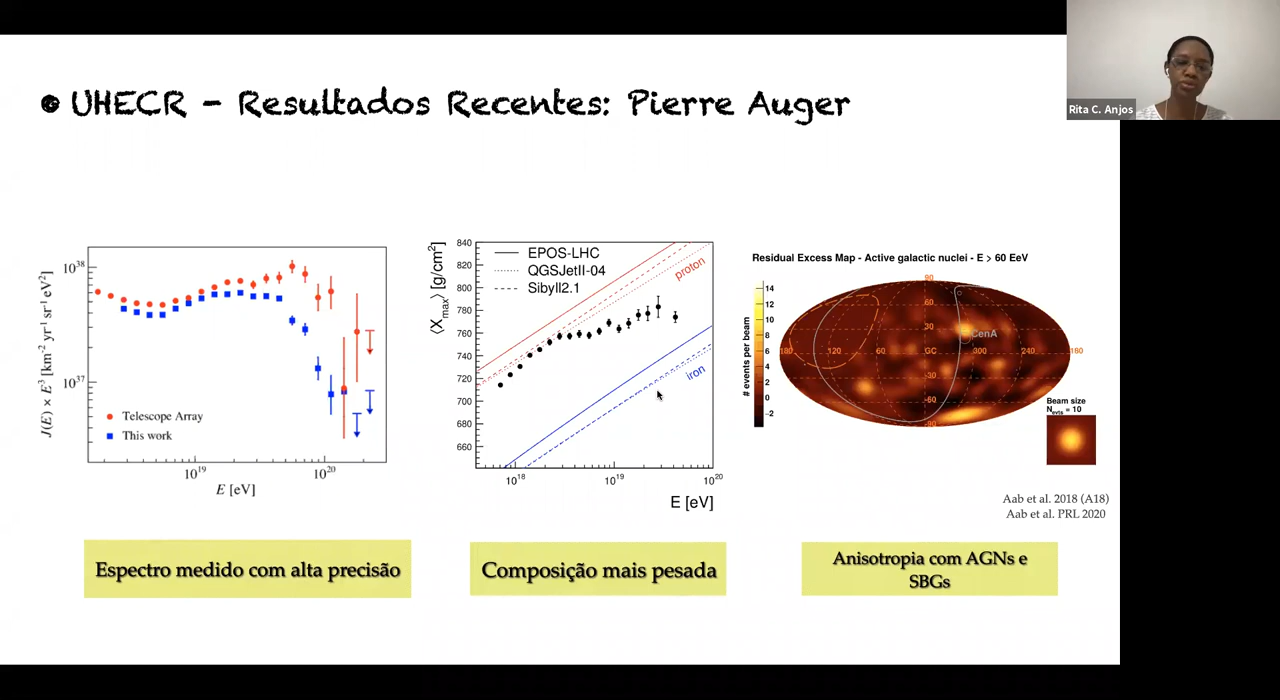 UHECR - Resultados Recentes: Pierre Auger
Rita C. Anjos
10³⁸
10³⁷
J(E) × E³ [km⁻² yr⁻¹ sr⁻¹ eV²]
Telescope Array
This work
10¹⁹
10²⁰
E [eV]
⟨Xmax⟩ [g/cm²]
840
820
800
780
760
740
720
700
680
660
EPOS-LHC
QGSJetII-04
Sibyll2.1
proton
iron
10¹⁸
10¹⁹
10²⁰
E [eV]
Residual Excess Map - Active galactic nuclei - E > 60 EeV
# events per beam
14
12
10
8
6
4
2
0
−2
90
60
30
CenA
180
120
60
GC
300
240
160
-30
-60
-90
Beam size
Nevts = 10
Aab et al. 2018 (A18)
Aab et al. PRL 2020
Espectro medido com alta precisão
Composição mais pesada
Anisotropia com AGNs e
SBGs